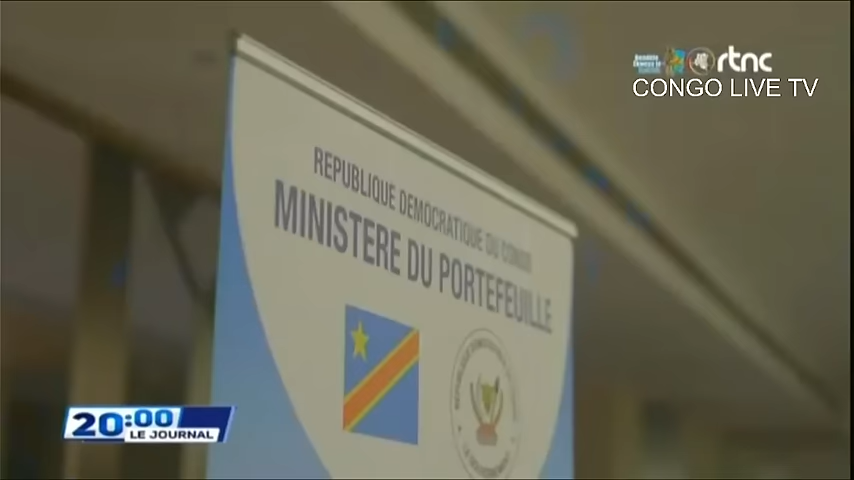 rtnc
CONGO LIVE TV
REPUBLIQUE DEMOCRATIQUE DU CONGO
MINISTERE DU PORTEFEUILLE
20:00
LE JOURNAL